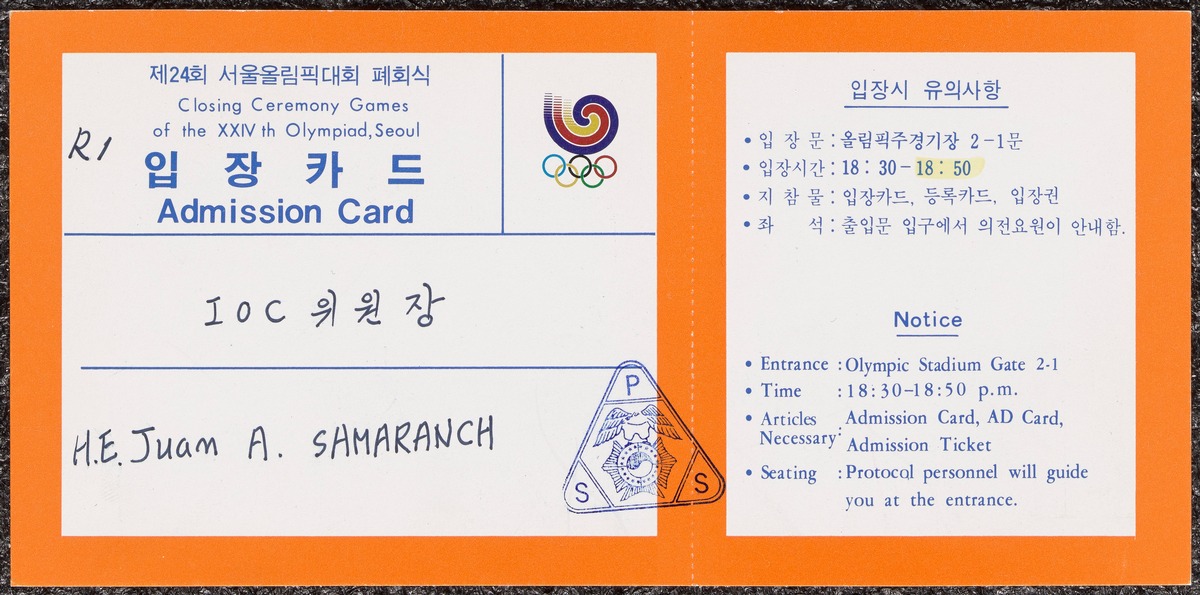 제24회 서울올림픽대회 폐회식
Closing Ceremony Games
of the XXIV th Olympiad, Seoul
R1
입 장 카 드
Admission Card
IOC 위원장
H.E. Juan A. SAMARANCH
P
S S
입장시 유의사항
• 입 장 문 : 올림픽주경기장 2-1문
• 입장시간 : 18 : 30 - 18 : 50
• 지 참 물 : 입장카드, 등록카드, 입장권
• 좌 석 : 출입문 입구에서 의전요원이 안내함.
Notice
• Entrance : Olympic Stadium Gate 2-1
• Time : 18:30-18:50 p.m.
• Articles Necessary : Admission Card, AD Card,
Admission Ticket
• Seating : Protocol personnel will guide
you at the entrance.